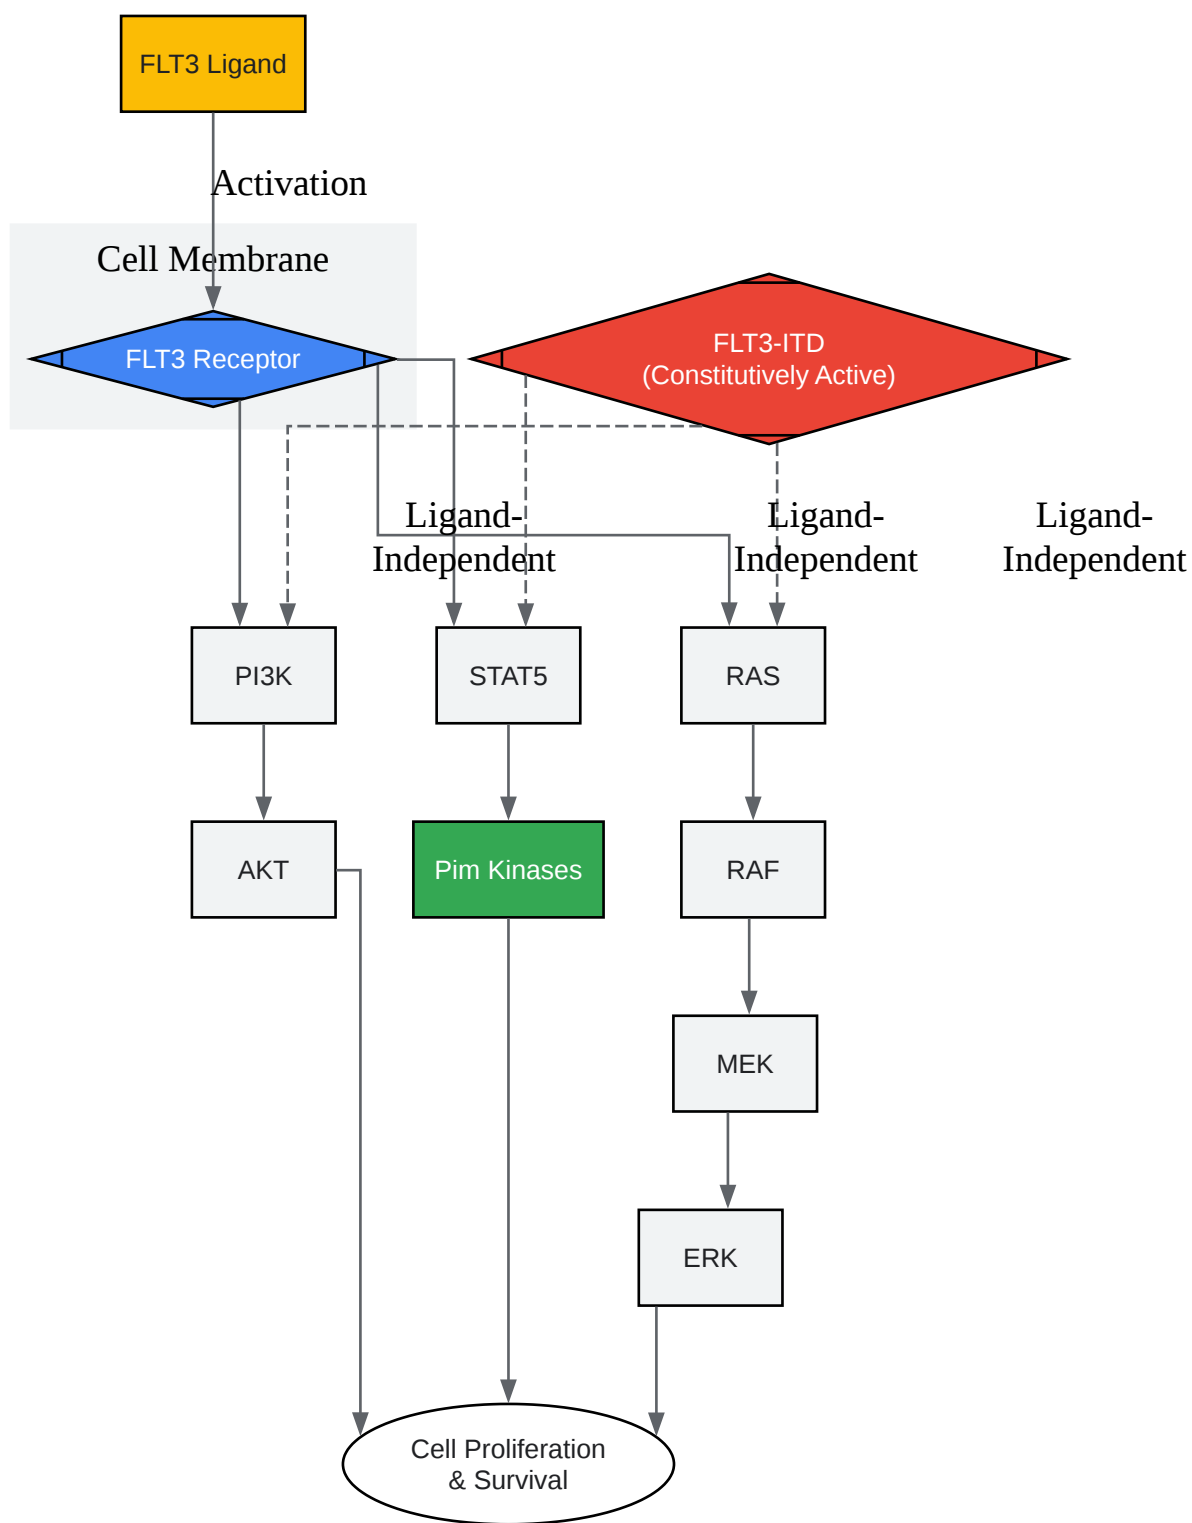 FLT3 Ligand
Activation
Cell Membrane
FLT3 Receptor
FLT3-ITD
(Constitutively Active)
Ligand-
Independent
Ligand-
Independent
Ligand-
Independent
PI3K
STAT5
RAS
AKT
Pim Kinases
RAF
MEK
ERK
Cell Proliferation
& Survival